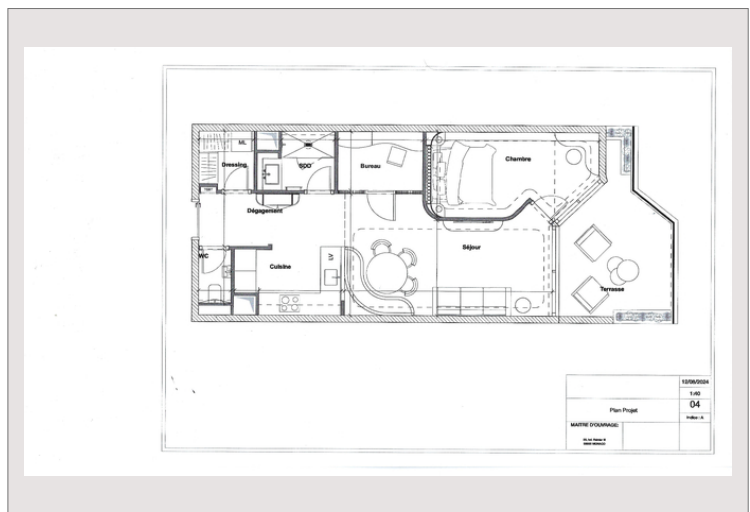 ML
Dressing
SDD
Bureau
Chambre
Dégagement
Séjour
WC
Cuisine
LV
Terrasse
12/09/2024
1:40
Plan Projet
04
Indice : A
MAITRE D'OUVRAGE: